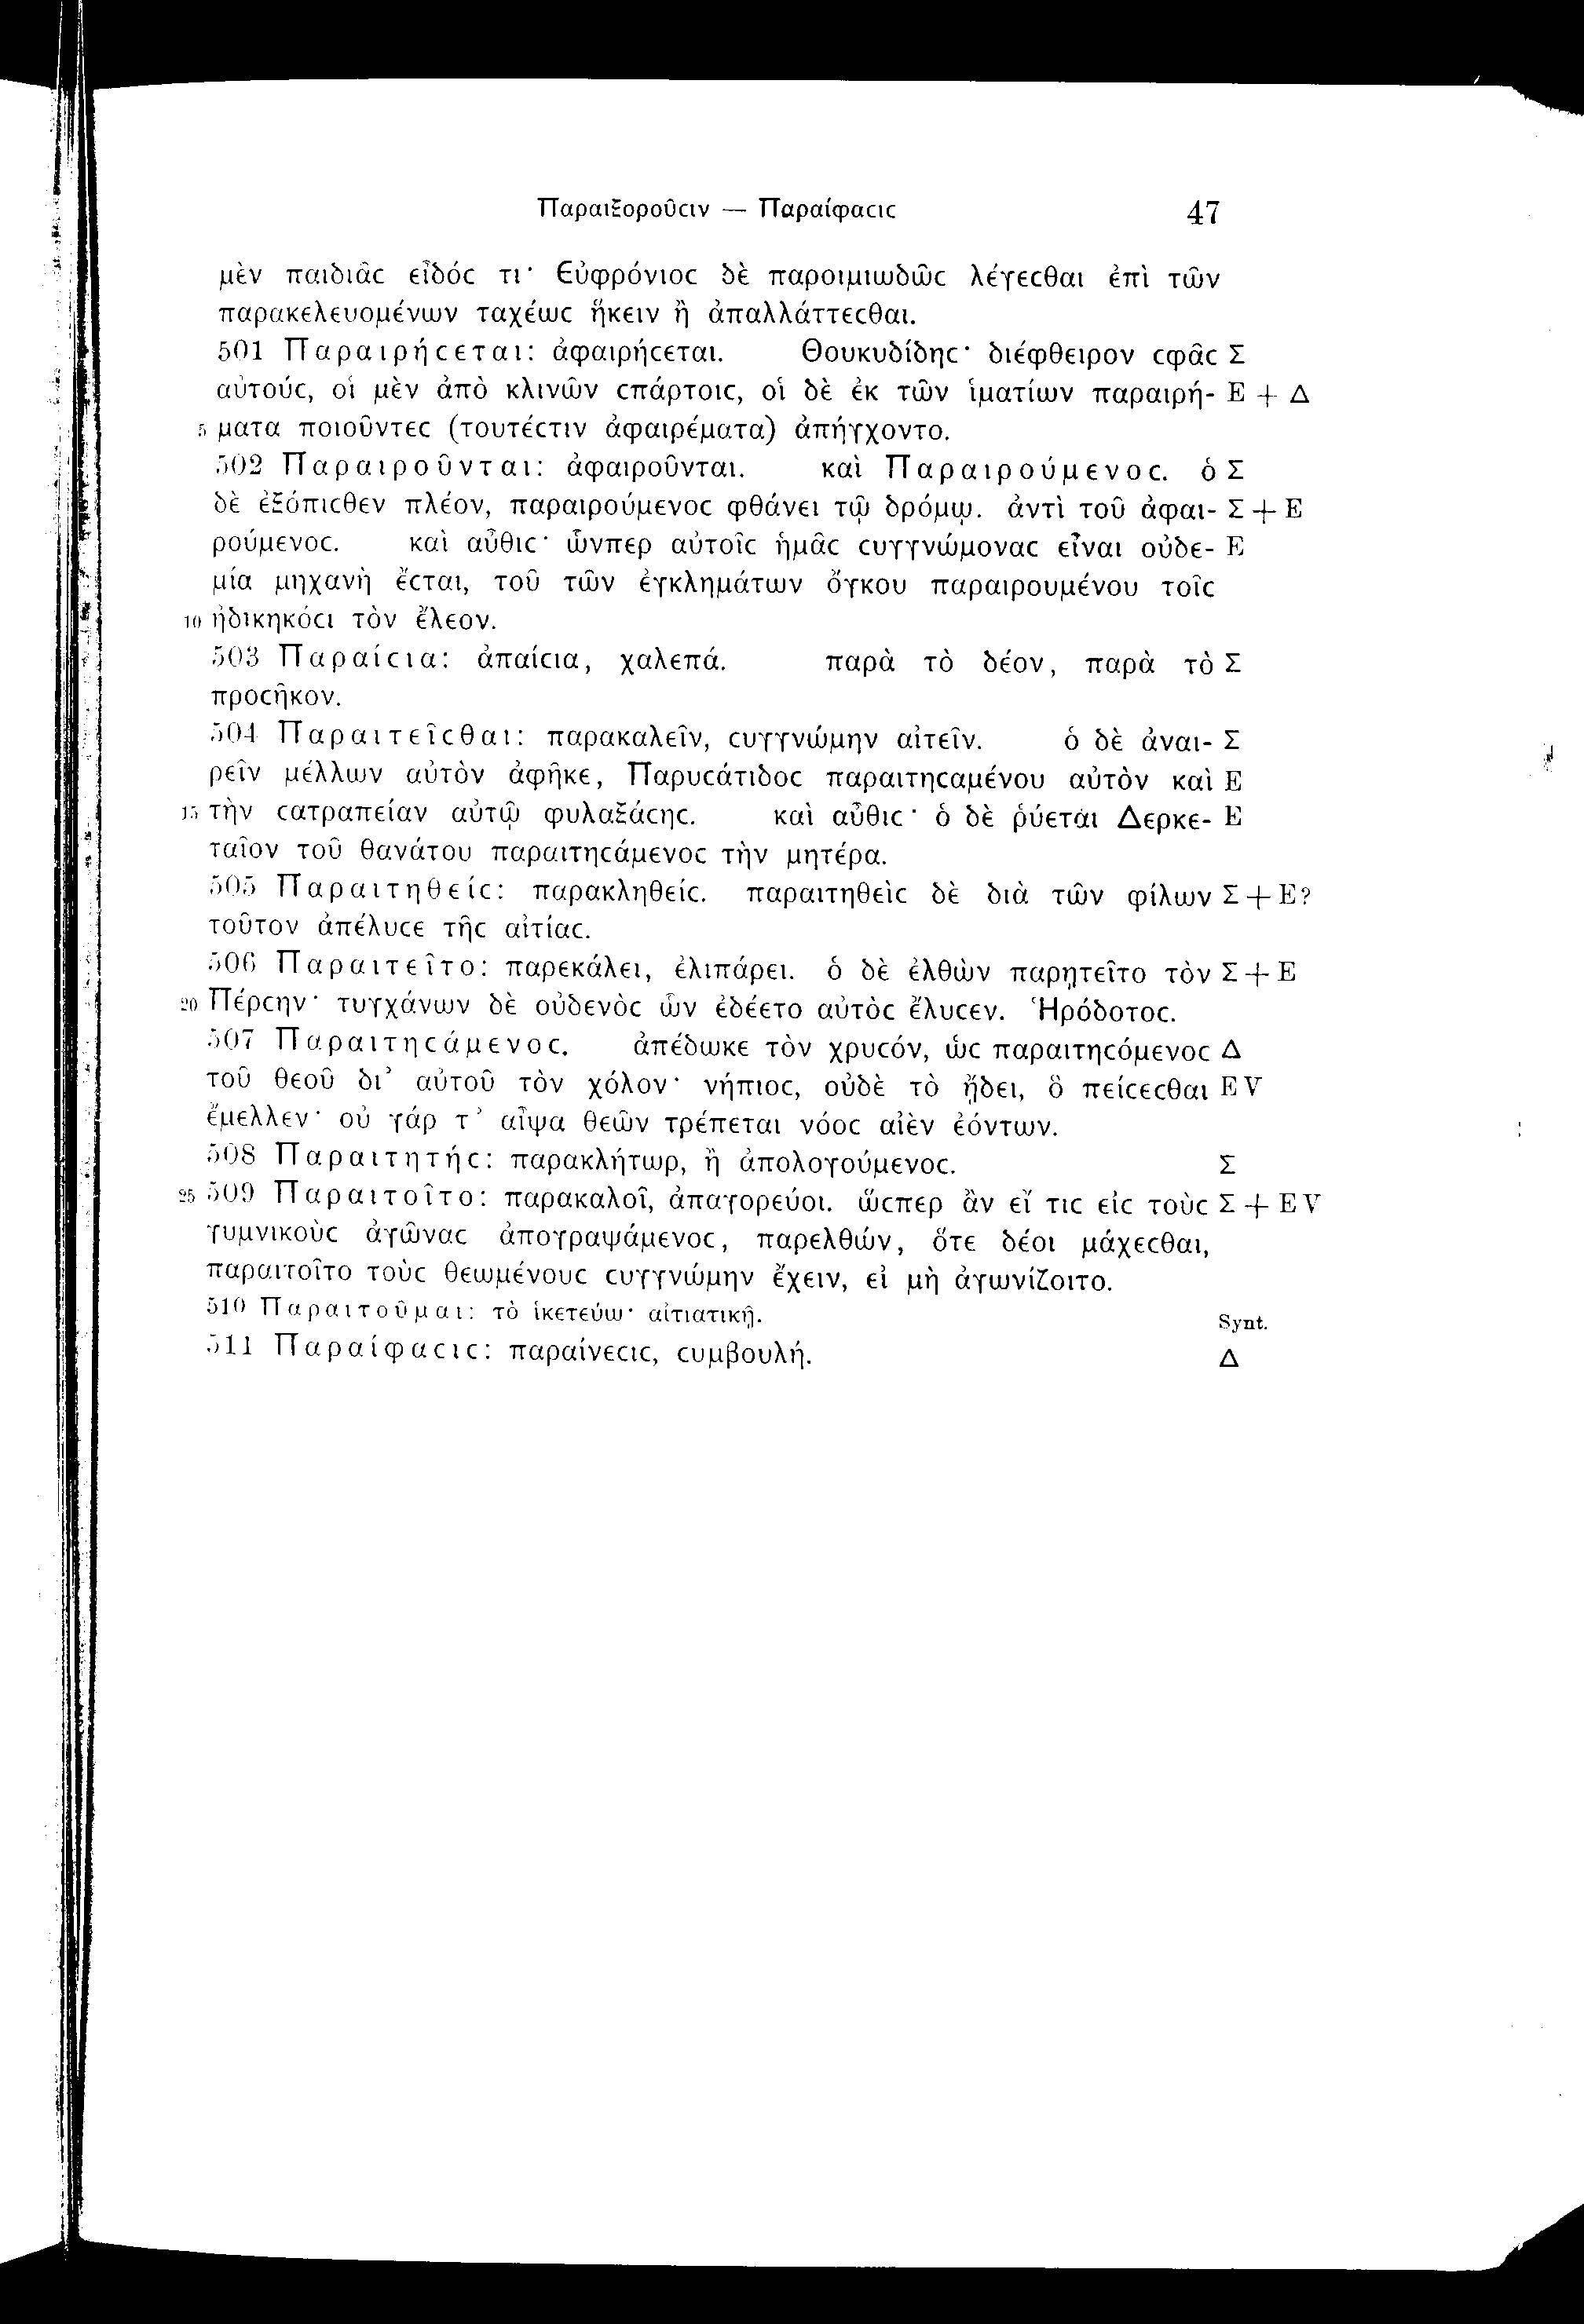 Παραιξοροῦϲιν — Παραίφαϲιϲ 47
μὲν παιδιᾶϲ εἶδόϲ τι· Εὐφρόνιοϲ δὲ παροιμιωδῶϲ λέγεϲθαι ἐπὶ τῶν
παρακελευομένων ταχέωϲ ἥκειν ἢ ἀπαλλάττεϲθαι.
501 Παραιρήϲεται: ἀφαιρήϲεται. Θουκυδίδηϲ· διέφθειρον ϲφᾶϲ Σ
αὐτούϲ, οἱ μὲν ἀπὸ κλινῶν ϲπάρτοιϲ, οἱ δὲ ἐκ τῶν ἱματίων παραιρή- E + Δ
5 ματα ποιοῦντεϲ (τουτέϲτιν ἀφαιρέματα) ἀπήγχοντο.
502 Παραιροῦνται: ἀφαιροῦνται. καὶ Παραιρούμενοϲ. ὁ Σ
δὲ ἐξόπιϲθεν πλέον, παραιρούμενοϲ φθάνει τῷ δρόμῳ. ἀντὶ τοῦ ἀφαι- Σ + E
ρούμενοϲ. καὶ αὖθιϲ· ὧνπερ αὐτοῖϲ ἡμᾶϲ ϲυγγνώμοναϲ εἶναι οὐδε- E
μία μηχανὴ ἔϲται, τοῦ τῶν ἐγκλημάτων ὄγκου παραιρουμένου τοῖϲ
10 ἠδικηκόϲι τὸν ἔλεον.
503 Παραίϲια: ἀπαίϲια, χαλεπά. παρὰ τὸ δέον, παρὰ τὸ Σ
προϲῆκον.
504 Παραιτεῖϲθαι: παρακαλεῖν, ϲυγγνώμην αἰτεῖν. ὁ δὲ ἀναι- Σ
ρεῖν μέλλων αὐτὸν ἀφῆκε, Παρυϲάτιδοϲ παραιτηϲαμένου αὐτὸν καὶ E
15 τὴν ϲατραπείαν αὐτῷ φυλαξάϲηϲ. καὶ αὖθιϲ· ὁ δὲ ῥύεται Δερκε- E
ταῖον τοῦ θανάτου παραιτηϲάμενοϲ τὴν μητέρα.
505 Παραιτηθείϲ: παρακληθείϲ. παραιτηθεὶϲ δὲ διὰ τῶν φίλων Σ + E?
τοῦτον ἀπέλυϲε τῆϲ αἰτίαϲ.
506 Παραιτεῖτο: παρεκάλει, ἐλιπάρει. ὁ δὲ ἐλθὼν παρῃτεῖτο τὸν Σ + E
20 Πέρϲην· τυγχάνων δὲ οὐδενὸϲ ὧν ἐδέετο αὐτὸϲ ἔλυϲεν. Ἡρόδοτοϲ.
507 Παραιτηϲάμενοϲ. ἀπέδωκε τὸν χρυϲόν, ὡϲ παραιτηϲόμενοϲ Δ
τοῦ θεοῦ δι’ αὐτοῦ τὸν χόλον· νήπιοϲ, οὐδὲ τὸ ᾔδει, ὃ πείϲεϲθαι E V
ἔμελλεν· οὐ γάρ τ’ αἶψα θεῶν τρέπεται νόοϲ αἰὲν ἐόντων.
508 Παραιτητήϲ: παρακλήτωρ, ἢ ἀπολογούμενοϲ. Σ
25 509 Παραιτοῖτο: παρακαλοῖ, ἀπαγορεύοι. ὥϲπερ ἂν εἴ τιϲ εἰϲ τοὺϲ Σ + E V
γυμνικοὺϲ ἀγῶναϲ ἀπογραψάμενοϲ, παρελθών, ὅτε δέοι μάχεϲθαι,
παραιτοῖτο τοὺϲ θεωμένουϲ ϲυγγνώμην ἔχειν, εἰ μὴ ἀγωνίζοιτο.
510 Παραιτοῦμαι: τὸ ἱκετεύω· αἰτιατικῇ. Synt.
511 Παραίφαϲιϲ: παραίνεϲιϲ, ϲυμβουλή. Δ